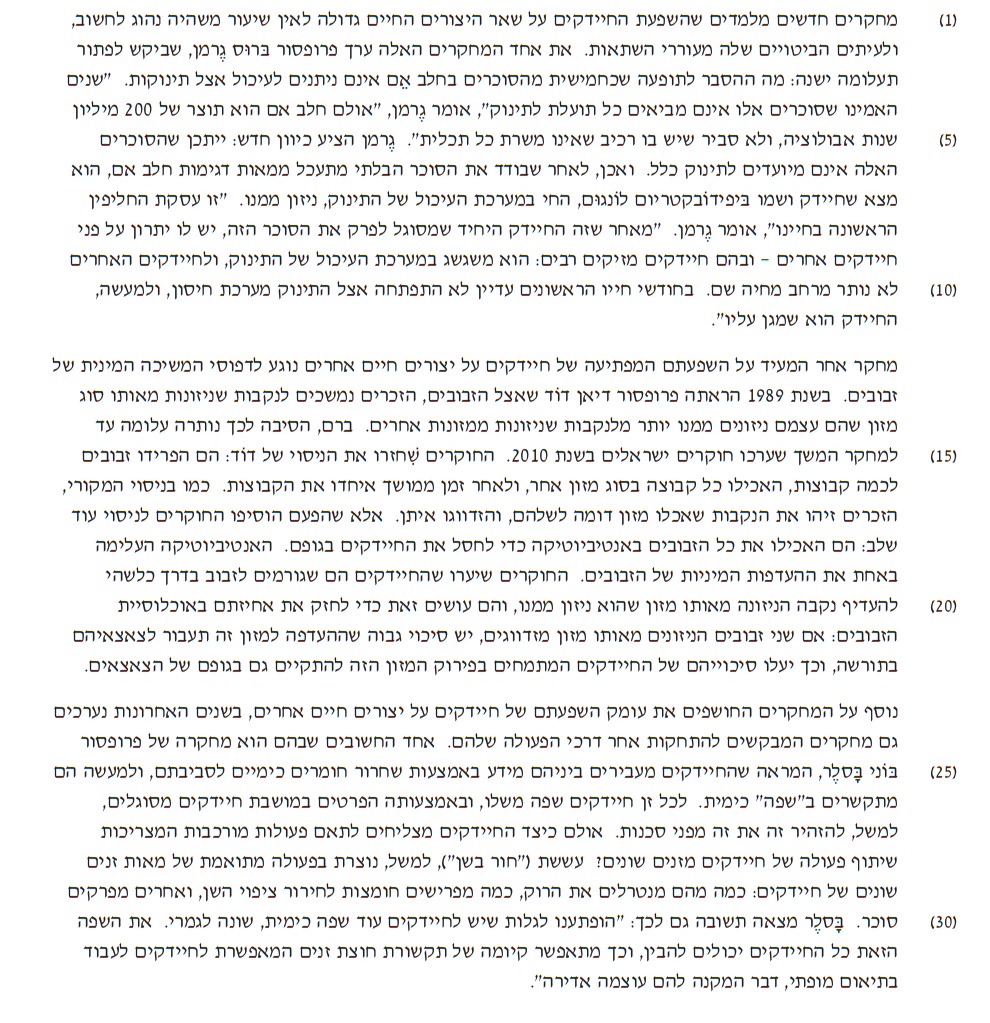 (1) מחקרים חדשים מלמדים שהשפעת החיידקים על שאר היצורים החיים גדולה לאין שיעור משהיה נהוג לחשוב,
ולעיתים הביטויים שלה מעוררי השתאות. את אחד המחקרים האלה ערך פרופסור בּרוּס גֶרמן, שביקש לפתור
תעלומה ישנה: מה ההסבר לתופעה שכחמישית מהסוכרים בחלב אֵם אינם ניתנים לעיכול אצל תינוקות. "שנים
האמינו שסוכרים אלו אינם מביאים כל תועלת לתינוק", אומר גֶרמן, "אולם חלב אם הוא תוצר של 200 מיליון
(5) שנות אבולוציה, ולא סביר שיש בו רכיב שאינו משרת כל תכלית". גֶרמן הציע כיוון חדש: ייתכן שהסוכרים
האלה אינם מיועדים לתינוק כלל. ואכן, לאחר שבודד את הסוכר הבלתי מתעכל ממאות דגימות חלב אם, הוא
מצא שחיידק ושמו בּיפידוֹבקטריום לוֹנגוּם, החי במערכת העיכול של התינוק, ניזון ממנו. "זו עסקת החליפין
הראשונה בחיינו", אומר גֶרמן. "מאחר שזה החיידק היחיד שמסוגל לפרק את הסוכר הזה, יש לו יתרון על פני
חיידקים אחרים – ובהם חיידקים מזיקים רבים: הוא משגשג במערכת העיכול של התינוק, ולחיידקים האחרים
(10) לא נותר מרחב מחיה שם. בחודשי חייו הראשונים עדיין לא התפתחה אצל התינוק מערכת חיסון, ולמעשה,
החיידק הוא שמגן עליו".
מחקר אחר המעיד על השפעתם המפתיעה של חיידקים על יצורים חיים אחרים נוגע לדפוסי המשיכה המינית של
זבובים. בשנת 1989 הראתה פרופסור דיאן דוֹד שאצל הזבובים, הזכרים נמשכים לנקבות שניזונות מאותו סוג
מזון שהם עצמם ניזונים ממנו יותר מלנקבות שניזונות ממזונות אחרים. ברם, הסיבה לכך נותרה עלומה עד
(15) למחקר המשך שערכו חוקרים ישראלים בשנת 2010. החוקרים שִׁחזרו את הניסוי של דוֹד: הם הפרידו זבובים
לכמה קבוצות, האכילו כל קבוצה בסוג מזון אחר, ולאחר זמן ממושך איחדו את הקבוצות. כמו בניסוי המקורי,
הזכרים זיהו את הנקבות שאכלו מזון דומה לשלהם, והזדווגו איתן. אלא שהפעם הוסיפו החוקרים לניסוי עוד
שלב: הם האכילו את כל הזבובים באנטיביוטיקה כדי לחסל את החיידקים בגופם. האנטיביוטיקה העלימה
באחת את ההעדפות המיניות של הזבובים. החוקרים שיערו שהחיידקים הם שגורמים לזבוב בדרך כלשהי
(20) להעדיף נקבה הניזונה מאותו מזון שהוא ניזון ממנו, והם עושים זאת כדי לחזק את אחיזתם באוכלוסיית
הזבובים: אם שני זבובים הניזונים מאותו מזון מזדווגים, יש סיכוי גבוה שההעדפה למזון זה תעבור לצאצאיהם
בתורשה, וכך יעלו סיכוייהם של החיידקים המתמחים בפירוק המזון הזה להתקיים גם בגופם של הצאצאים.
נוסף על המחקרים החושפים את עומק השפעתם של חיידקים על יצורים חיים אחרים, בשנים האחרונות נערכים
גם מחקרים המבקשים להתחקות אחר דרכי הפעולה שלהם. אחד החשובים שבהם הוא מחקרה של פרופסור
(25) בּוֹני בָּסלֶר, המראה שהחיידקים מעבירים ביניהם מידע באמצעות שחרור חומרים כימיים לסביבתם, ולמעשה הם
מתקשרים ב"שפה" כימית. לכל זן חיידקים שפה משלו, ובאמצעותה הפרטים במושבת חיידקים מסוגלים,
למשל, להזהיר זה את זה מפני סכנות. אולם כיצד החיידקים מצליחים לתאם פעולות מורכבות המצריכות
שיתוף פעולה של חיידקים מזנים שונים? עששת ("חור בשן"), למשל, נוצרת בפעולה מתואמת של מאות זנים
שונים של חיידקים: כמה מהם מנטרלים את הרוק, כמה מפרישים חומצות לחירור ציפוי השן, ואחרים מפרקים
(30) סוכר. בָּסלֶר מצאה תשובה גם לכך: "הופתענו לגלות שיש לחיידקים עוד שפה כימית, שונה לגמרי. את השפה
הזאת כל החיידקים יכולים להבין, וכך מתאפשר קיומה של תקשורת חוצת זנים המאפשרת לחיידקים לעבוד
בתיאום מופתי, דבר המקנה להם עוצמה אדירה".